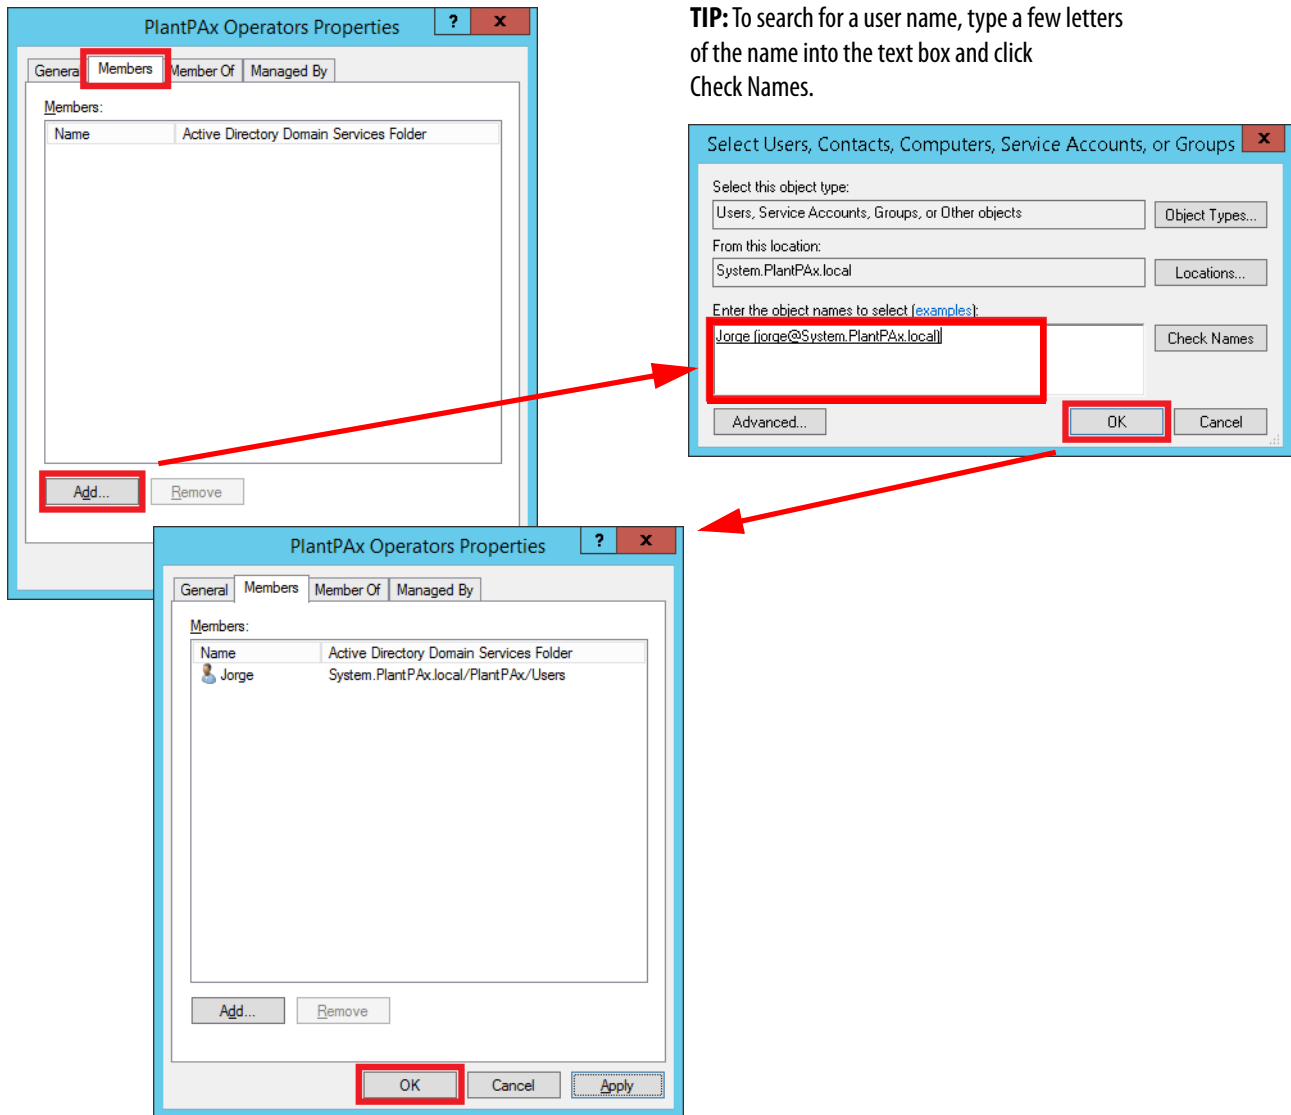 PlantPAx Operators Properties
?
x
General
Members
Member Of
Managed By
Members:
Name Active Directory Domain Services Folder
Add...
Remove
TIP: To search for a user name, type a few letters
of the name into the text box and click
Check Names.
Select Users, Contacts, Computers, Service Accounts, or Groups
x
Select this object type:
Users, Service Accounts, Groups, or Other objects
Object Types...
From this location:
System.PlantPAx.local
Locations...
Enter the object names to select (examples):
Jorge (jorge@System.PlantPAx.local)
Check Names
Advanced...
OK
Cancel
PlantPAx Operators Properties
?
x
General
Members
Member Of
Managed By
Members:
Name Active Directory Domain Services Folder
Jorge System.PlantPAx.local/PlantPAx/Users
Add...
Remove
OK
Cancel
Apply